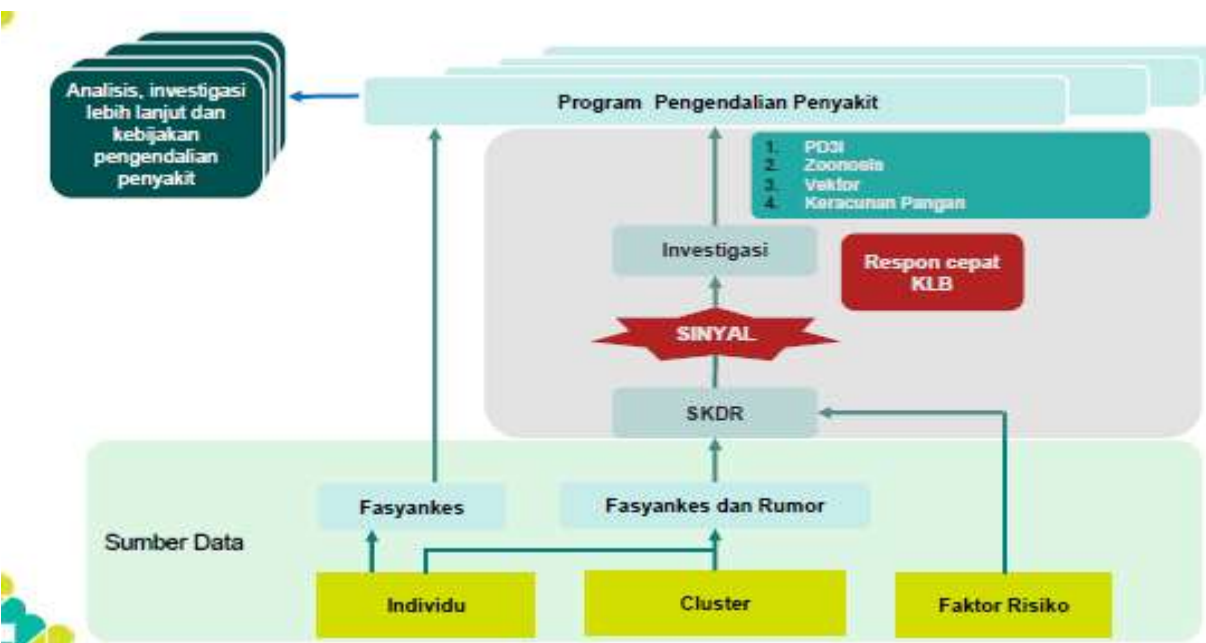 Analisis, investigasi
lebih lanjut dan
kebijakan
pengendalian
penyakit
Program Pengendalian Penyakit
1. PD3I
2. Zoonosis
3. Vektor
4. Keracunan Pangan
Investigasi
Respon cepat
KLB
SINYAL
SKDR
Fasyankes
Fasyankes dan Rumor
Sumber Data
Individu
Cluster
Faktor Risiko